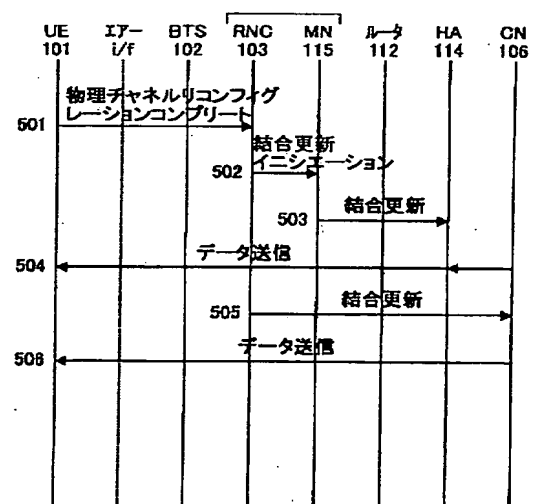 UE エアー BTS RNC MN ルータ HA CN
101 i/f 102 103 115 112 114 106
物理チャネルリコンフィグ
レーションコンプリート
501
結合更新
イニシエーション
502
結合更新
503
データ送信
504
結合更新
505
データ送信
506